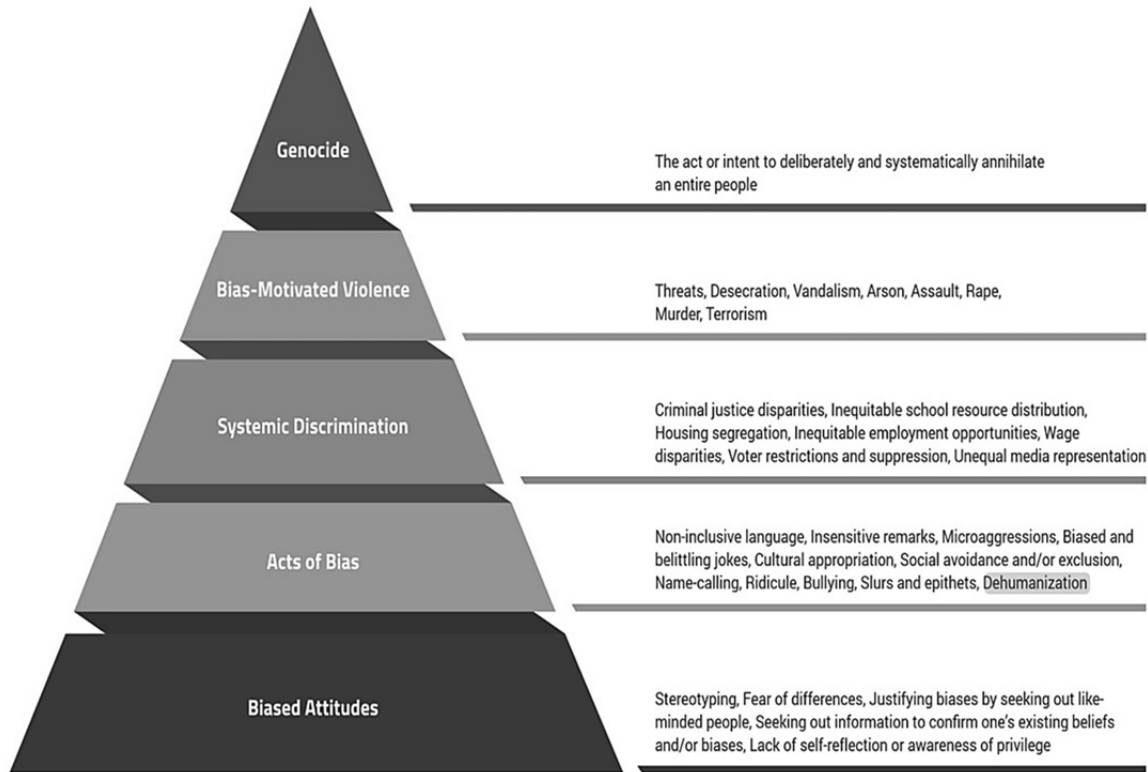 Genocide
The act or intent to deliberately and systematically annihilate
an entire people
Bias-Motivated Violence
Threats, Desecration, Vandalism, Arson, Assault, Rape,
Murder, Terrorism
Systemic Discrimination
Criminal justice disparities, Inequitable school resource distribution,
Housing segregation, Inequitable employment opportunities, Wage
disparities, Voter restrictions and suppression, Unequal media representation
Acts of Bias
Non-inclusive language, Insensitive remarks, Microaggressions, Biased and
belittling jokes, Cultural appropriation, Social avoidance and/or exclusion,
Name-calling, Ridicule, Bullying, Slurs and epithets, Dehumanization
Biased Attitudes
Stereotyping, Fear of differences, Justifying biases by seeking out like-
minded people, Seeking out information to confirm one's existing beliefs
and/or biases, Lack of self-reflection or awareness of privilege